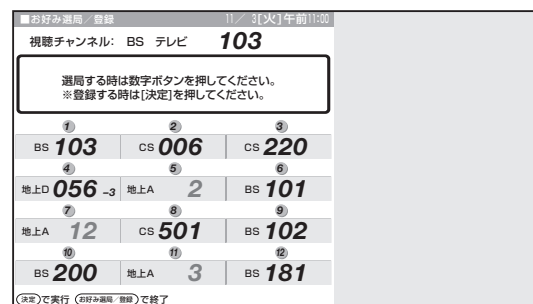 ■お好み選局／登録 11／ 3[火]午前11:00
視聴チャンネル: BS テレビ 103
選局する時は数字ボタンを押してください。
※登録する時は[決定]を押してください。
1 2 3
BS 103 CS 006 CS 220
4 5 6
地上D 056 -3 地上A 2 BS 101
7 8 9
地上A 12 CS 501 BS 102
10 11 12
BS 200 地上A 3 BS 181
決定で実行 お好み選局／登録で終了